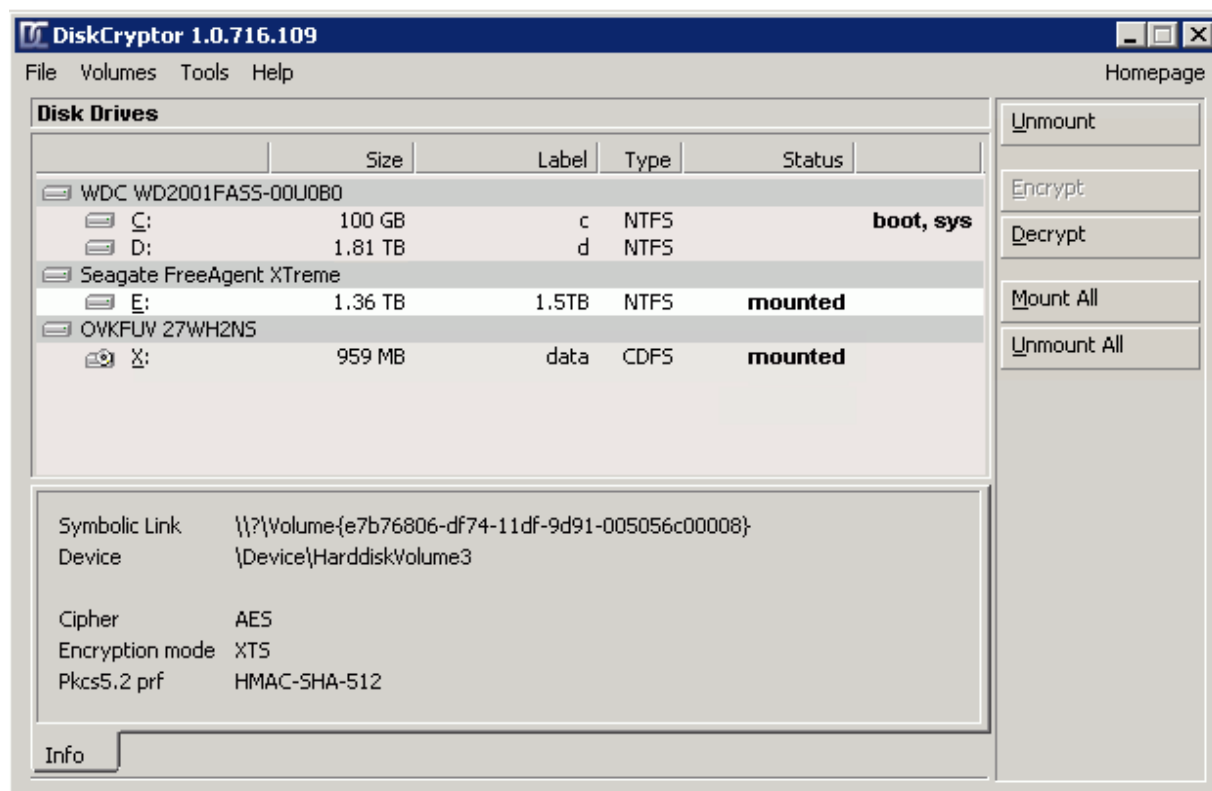 DiskCryptor 1.0.716.109
File Volumes Tools Help Homepage
Disk Drives
Size Label Type Status
WDC WD2001FASS-00U0B0
C: 100 GB c NTFS boot, sys
D: 1.81 TB d NTFS
Seagate FreeAgent XTreme
E: 1.36 TB 1.5TB NTFS mounted
OVKFUV 27WH2NS
X: 959 MB data CDFS mounted
Unmount
Encrypt
Decrypt
Mount All
Unmount All
Symbolic Link \\?\Volume{e7b76806-df74-11df-9d91-005056c00008}
Device \Device\HarddiskVolume3
Cipher AES
Encryption mode XTS
Pkcs5.2 prf HMAC-SHA-512
Info